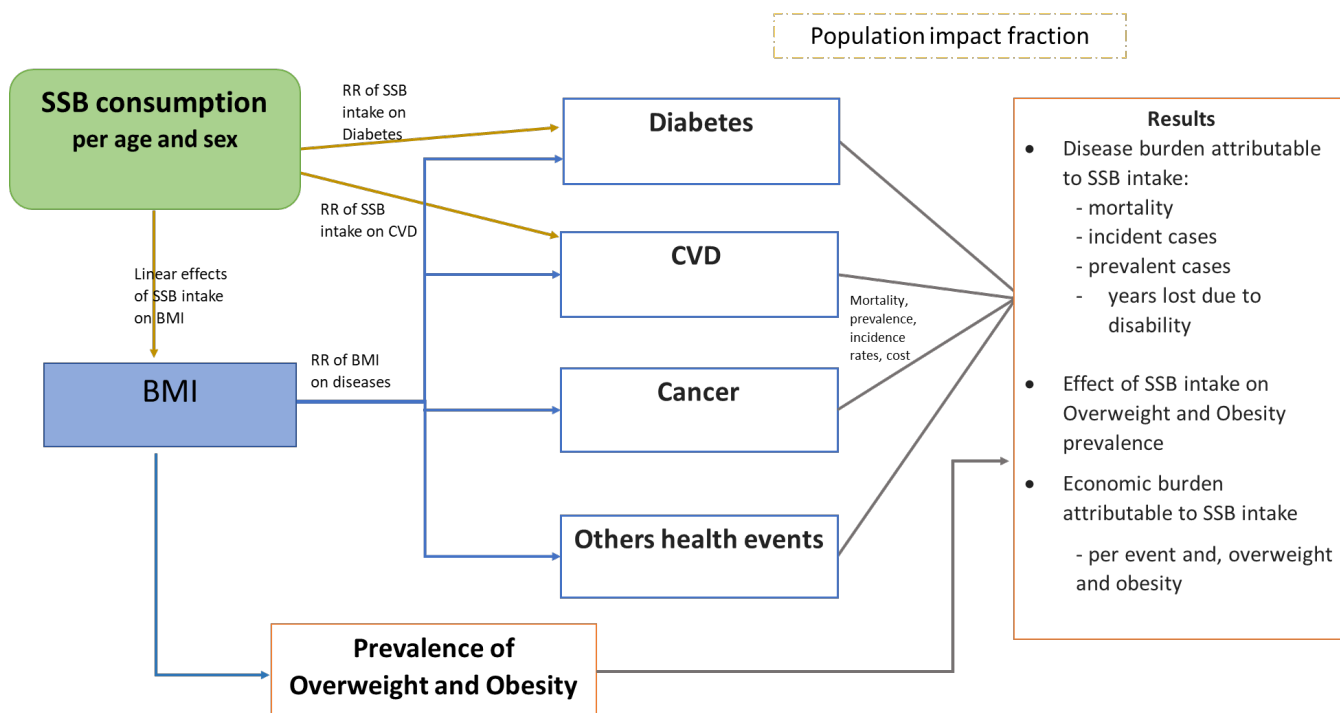 Population impact fraction
SSB consumption
per age and sex
RR of SSB
intake on
Diabetes
RR of SSB
intake on CVD
Linear effects
of SSB intake
on BMI
BMI
RR of BMI
on diseases
Diabetes
CVD
Cancer
Others health events
Prevalence of
Overweight and Obesity
Mortality,
prevalence,
incidence
rates, cost
Results
• Disease burden attributable
to SSB intake:
- mortality
- incident cases
- prevalent cases
- years lost due to
disability
• Effect of SSB intake on
Overweight and Obesity
prevalence
• Economic burden
attributable to SSB intake
- per event and, overweight
and obesity